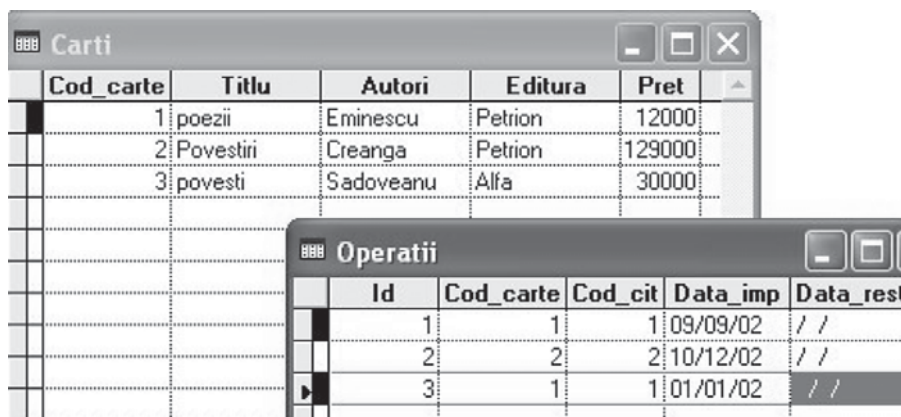 Carti
Cod_carte Titlu Autori Editura Pret
1 poezii Eminescu Petrion 12000
2 Povestiri Creanga Petrion 129000
3 povesti Sadoveanu Alfa 30000
Operatii
Id Cod_carte Cod_cit Data_imp Data_rest
1 1 1 09/09/02 / /
2 2 2 10/12/02 / /
3 1 1 01/01/02 / /